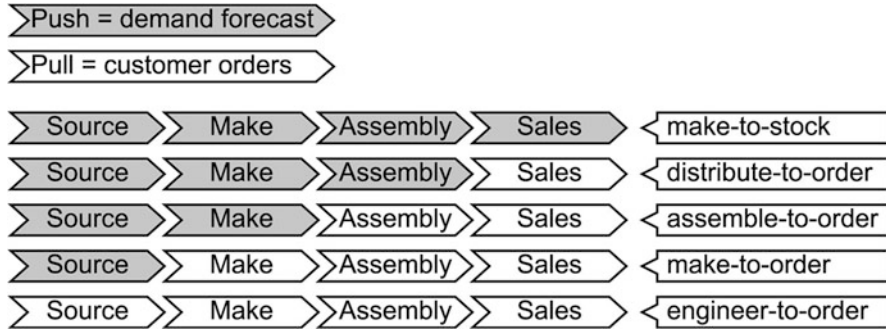 Push = demand forecast
Pull = customer orders
Source Make Assembly Sales make-to-stock
Source Make Assembly Sales distribute-to-order
Source Make Assembly Sales assemble-to-order
Source Make Assembly Sales make-to-order
Source Make Assembly Sales engineer-to-order